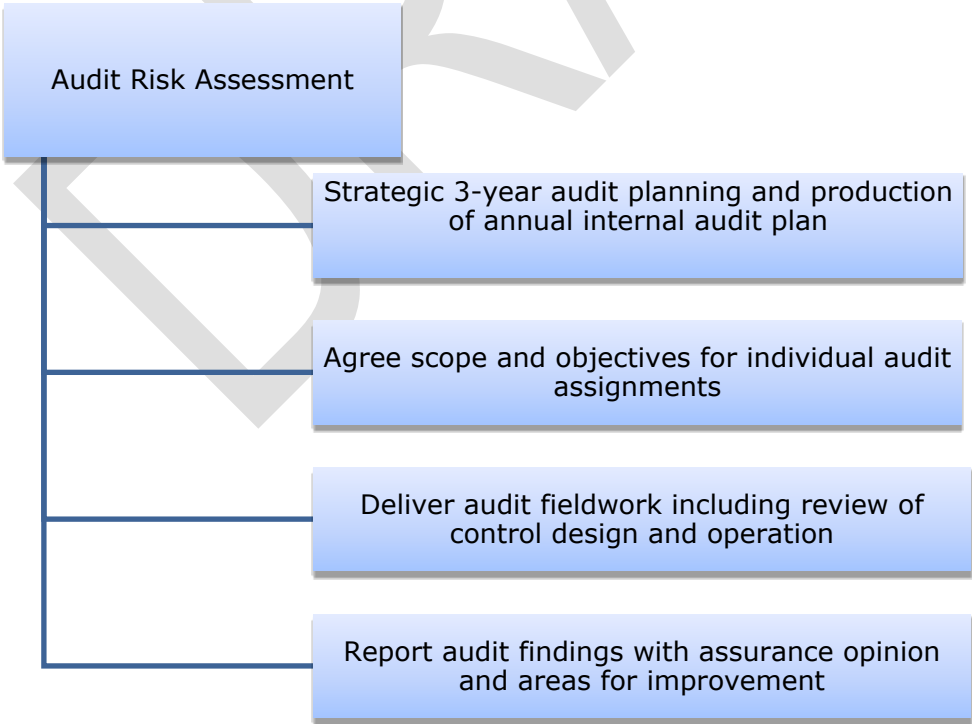 Audit Risk Assessment
Strategic 3-year audit planning and production
of annual internal audit plan
Agree scope and objectives for individual audit
assignments
Deliver audit fieldwork including review of
control design and operation
Report audit findings with assurance opinion
and areas for improvement